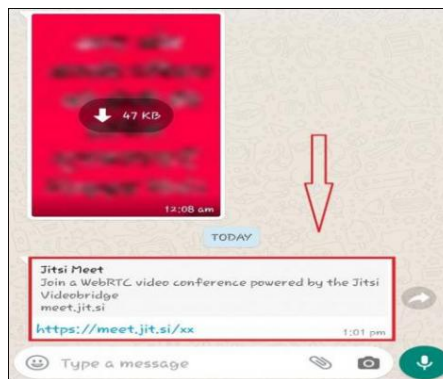 47 KB
12:08 am
TODAY
Jitsi Meet
Join a WebRTC video conference powered by the Jitsi
Videobridge
meet.jit.si
https://meet.jit.si/xx
1:01 pm
Type a message